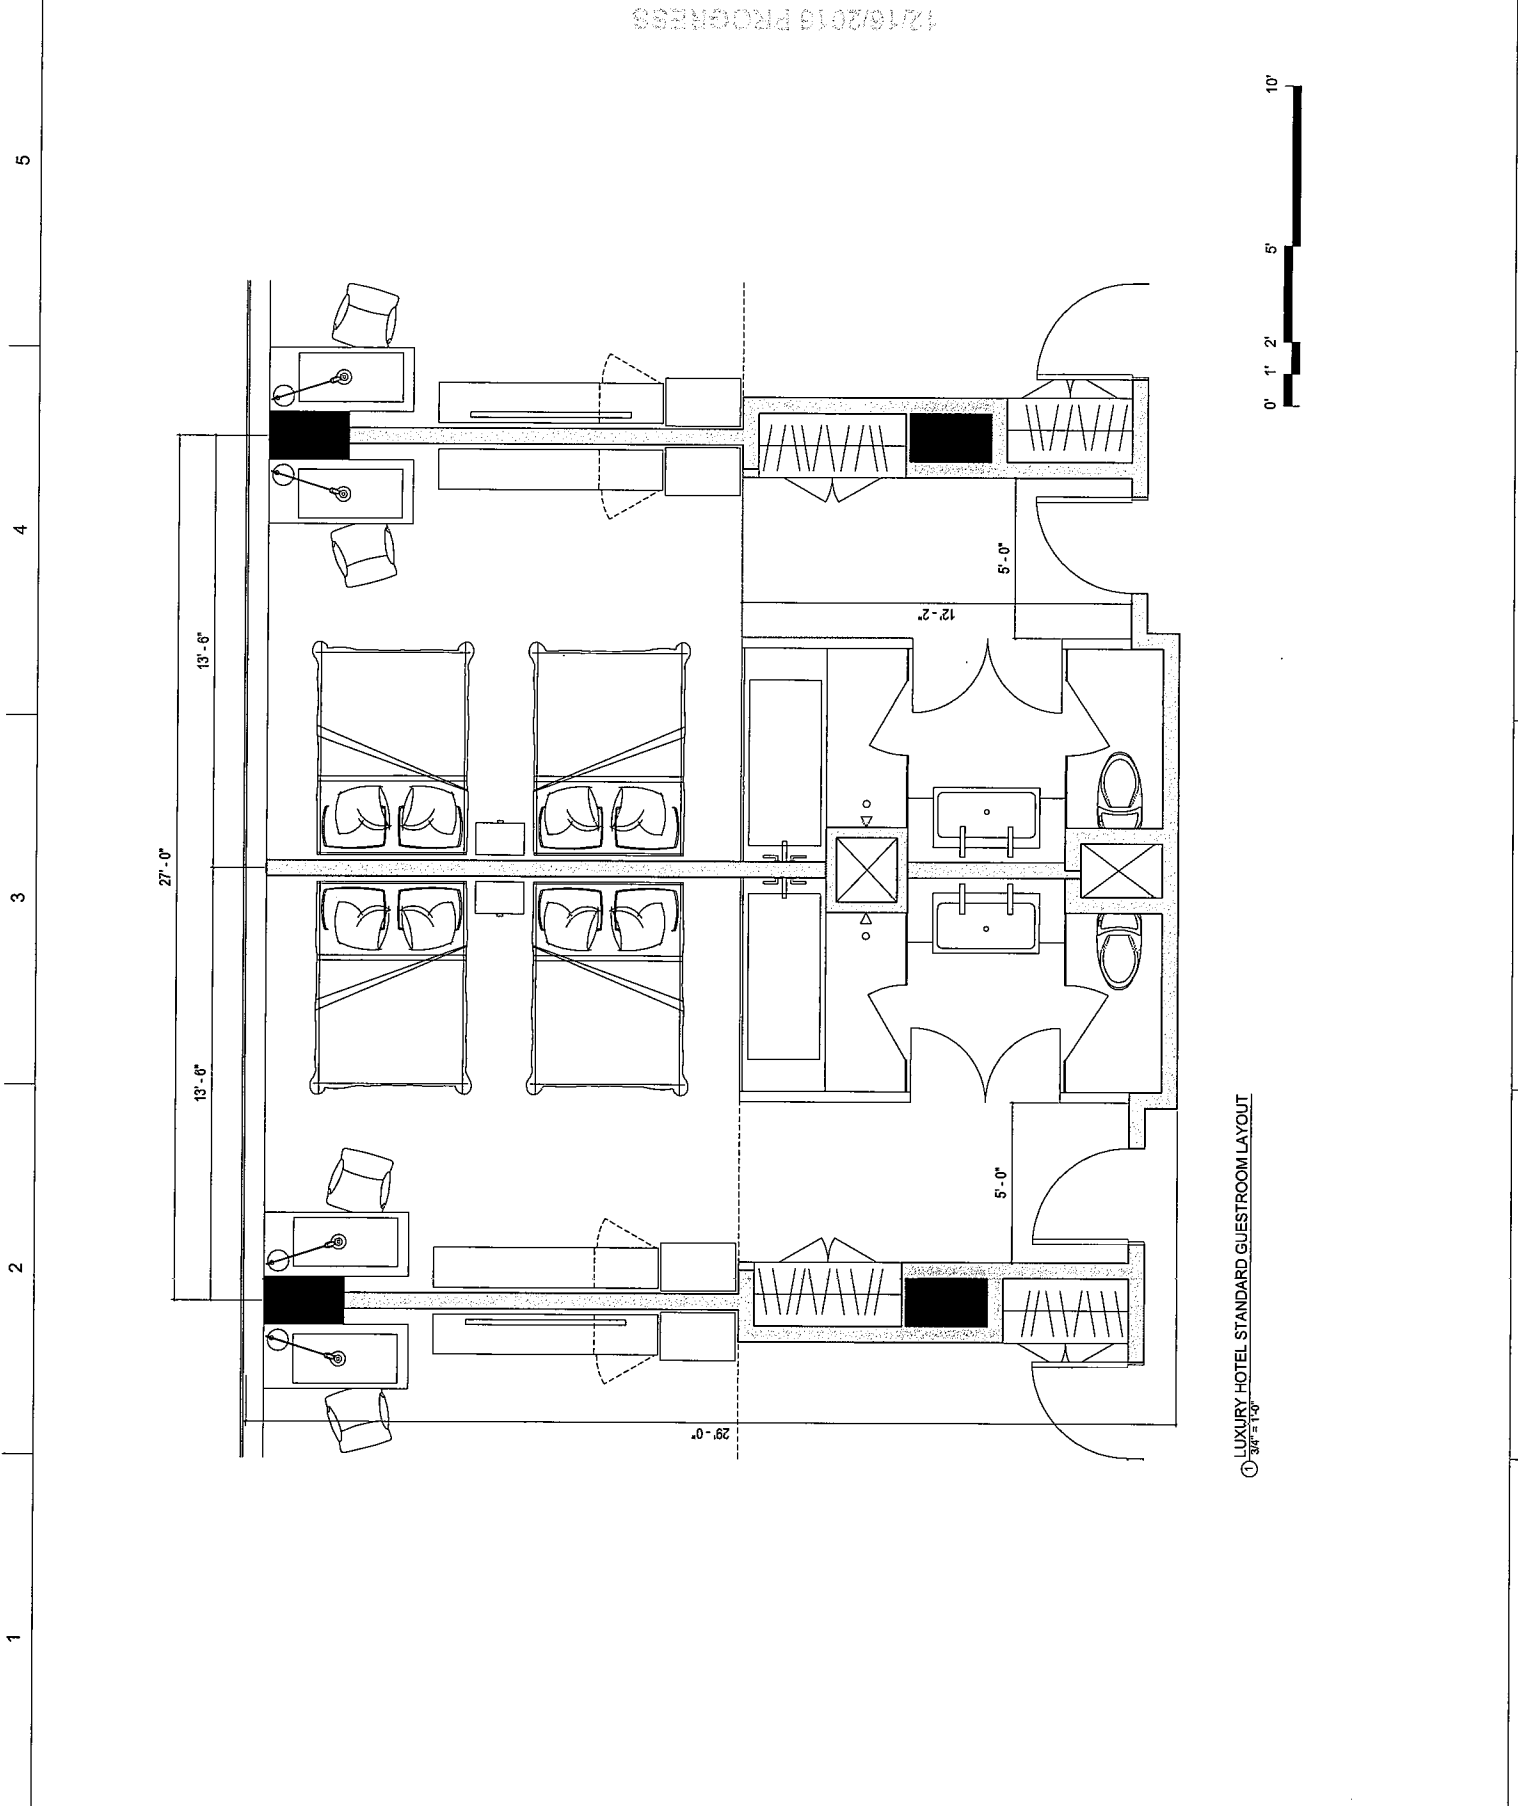 12/16/2016 PROGRESS
5
4
3
2
1
10'
5'
2'
1'
0'
27' - 0"
13' - 6"
13' - 6"
5' - 0"
12' - 2"
5' - 0"
29' - 0"
1 LUXURY HOTEL STANDARD GUESTROOM LAYOUT
3/4" = 1'-0"